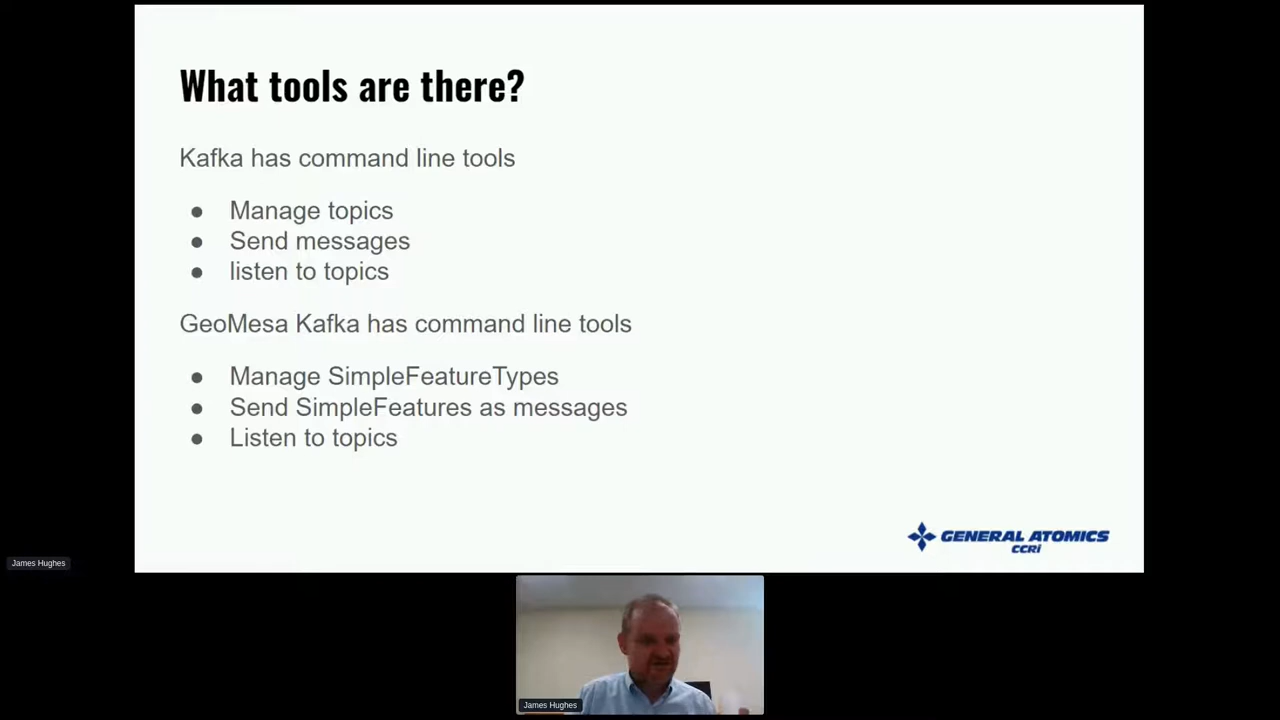 What tools are there?
Kafka has command line tools
● Manage topics
● Send messages
● listen to topics
GeoMesa Kafka has command line tools
● Manage SimpleFeatureTypes
● Send SimpleFeatures as messages
● Listen to topics
GENERAL ATOMICS
CCRi
James Hughes
James Hughes